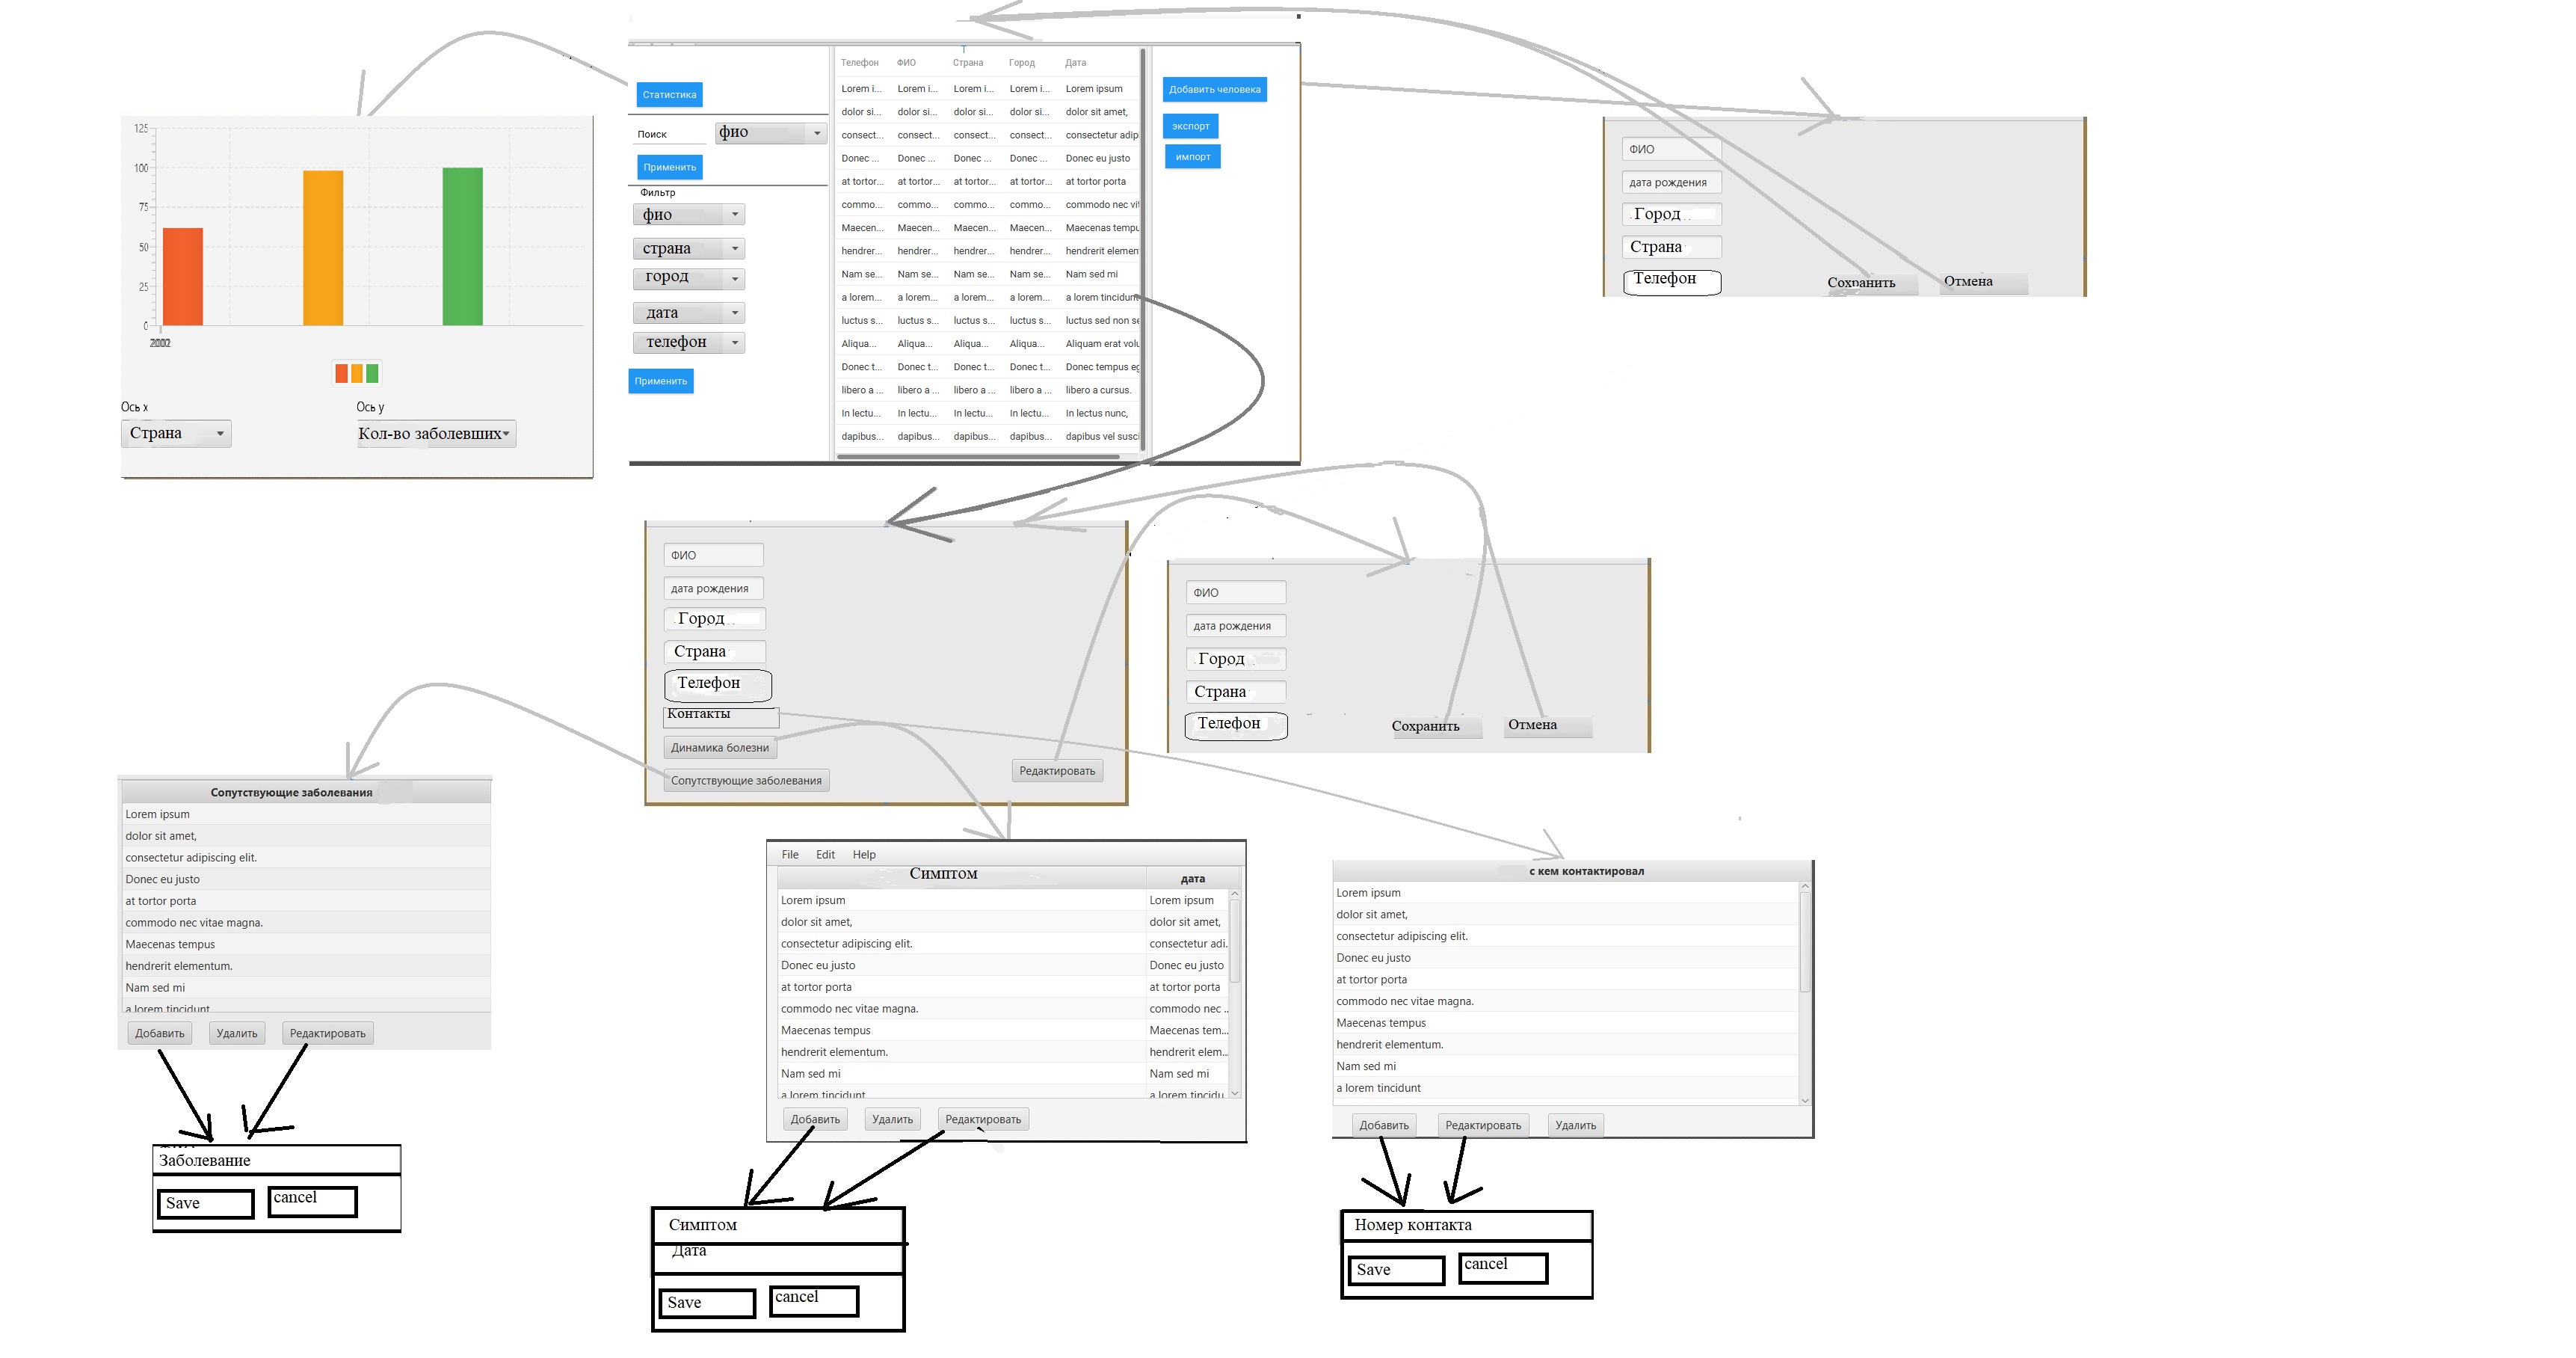 125
100
75
50
25
0
Ось x
Ось y
Страна
Кол-во заболевших
Статистика
Поиск
фио
Применить
Фильтр
фио
страна
город
дата
телефон
Применить
Телефон ФИО Страна Город Дата
Lorem i... Lorem i... Lorem i... Lorem i... Lorem ipsum
dolor si... dolor si... dolor si... dolor si... dolor sit amet,
consect... consect... consect... consect... consectetur adip
Donec ... Donec ... Donec ... Donec ... Donec eu justo
at tortor... at tortor... at tortor... at tortor... at tortor porta
commo... commo... commo... commo... commodo nec vit
Maecen... Maecen... Maecen... Maecen... Maecenas tempu
hendrer... hendrer... hendrer... hendrer... hendrerit elemen
Nam se... Nam se... Nam se... Nam se... Nam sed mi
a lorem... a lorem... a lorem... a lorem... a lorem tincidunt
luctus s... luctus s... luctus s... luctus s... luctus sed non se
Aliqua... Aliqua... Aliqua... Aliqua... Aliquam erat volu
Donec t... Donec t... Donec t... Donec t... Donec tempus eg
libero a ... libero a ... libero a ... libero a ... libero a cursus.
In lectu... In lectu... In lectu... In lectu... In lectus nunc,
dapibus... dapibus... dapibus... dapibus... dapibus vel susci
Добавить человека
экспорт
импорт
ФИО
дата рождения
Город
Страна
Телефон
Сохранить
Отмена
ФИО
дата рождения
Город
Страна
Телефон
Контакты
Динамика болезни
Сопутствующие заболевания
Редактировать
ФИО
дата рождения
Город
Страна
Телефон
Сохранить
Отмена
Сопутствующие заболевания
Lorem ipsum
dolor sit amet,
consectetur adipiscing elit.
Donec eu justo
at tortor porta
commodo nec vitae magna.
Maecenas tempus
hendrerit elementum.
Nam sed mi
a lorem tincidunt
Добавить Удалить Редактировать
Заболевание
Save cancel
File Edit Help
Симптом дата
Lorem ipsum Lorem ipsum
dolor sit amet, dolor sit amet,
consectetur adipiscing elit. consectetur adi...
Donec eu justo Donec eu justo
at tortor porta at tortor porta
commodo nec vitae magna. commodo nec ...
Maecenas tempus Maecenas tem...
hendrerit elementum. hendrerit elem...
Nam sed mi Nam sed mi
a lorem tincidunt a lorem tincidu
Добавить Удалить Редактировать
Симптом
Дата
Save cancel
с кем контактировал
Lorem ipsum
dolor sit amet,
consectetur adipiscing elit.
Donec eu justo
at tortor porta
commodo nec vitae magna.
Maecenas tempus
hendrerit elementum.
Nam sed mi
a lorem tincidunt
Добавить Редактировать Удалить
Номер контакта
Save cancel